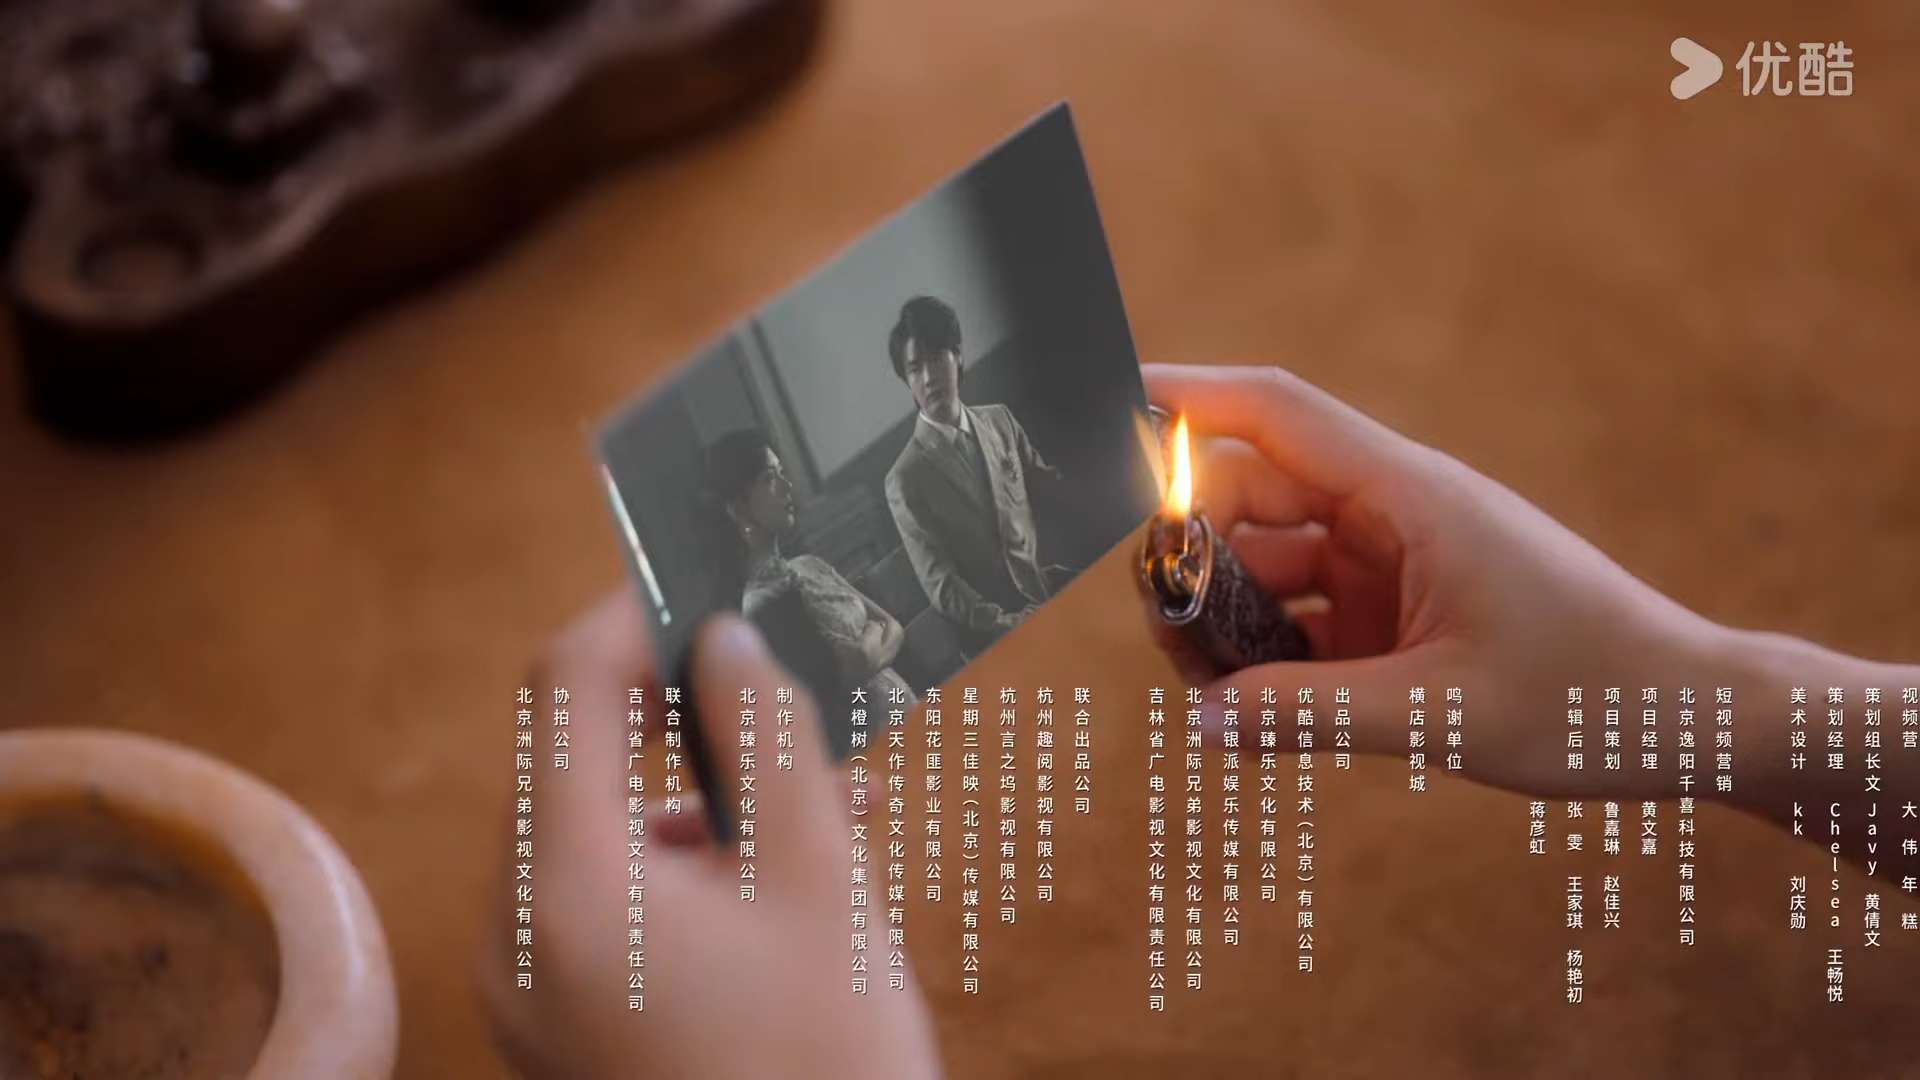 优酷
视频营 大伟年糕
策划组长文 Javy 黄倩文
策划经理 Chelsea 王畅悦
美术设计 kk 刘庆勋
短视频营销
北京逸阳千喜科技有限公司
项目经理 黄文嘉
项目策划 鲁嘉琳 赵佳兴
剪辑后期 张雯 王家琪 杨艳初
蒋彦虹
鸣谢单位
横店影视城
出品公司
优酷信息技术（北京）有限公司
北京臻乐文化有限公司
北京银派娱乐传媒有限公司
北京洲际兄弟影视文化有限公司
吉林省广电影视文化有限责任公司
联合出品公司
杭州趣阅影视有限公司
杭州言之坞影视有限公司
星期三佳映（北京）传媒有限公司
东阳花匪影业有限公司
北京天作传奇文化传媒有限公司
大橙树（北京）文化集团有限公司
制作机构
北京臻乐文化有限公司
联合制作机构
吉林省广电影视文化有限责任公司
协拍公司
北京洲际兄弟影视文化有限公司